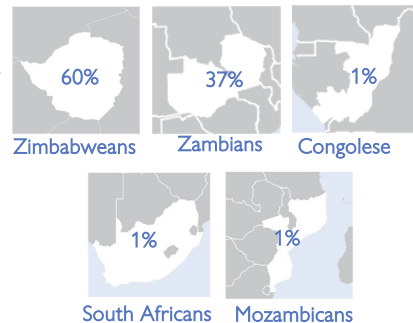 60%
37%
1%
Zimbabweans
Zambians
Congolese
1%
1%
South Africans
Mozambicans